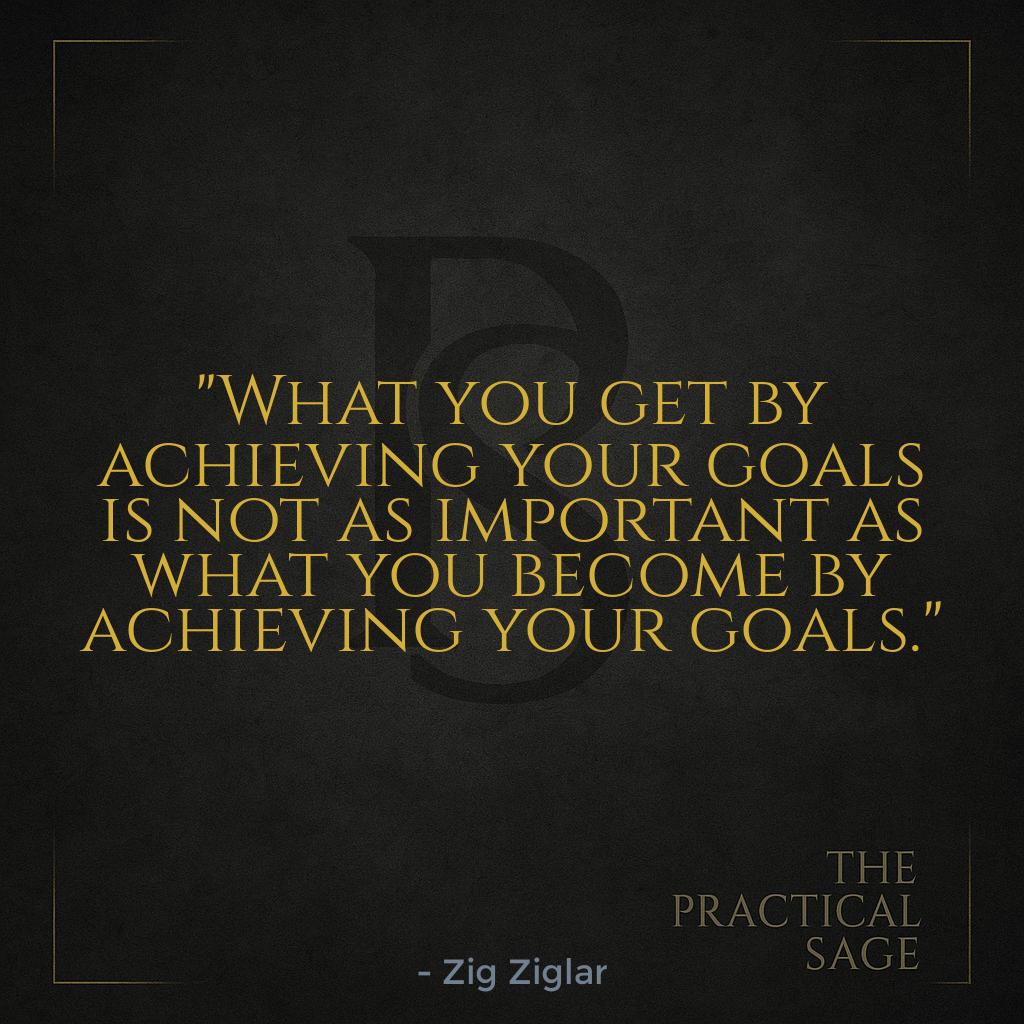 "What you get by
achieving your goals
is not as important as
what you become by
achieving your goals."
THE
PRACTICAL
SAGE
- Zig Ziglar